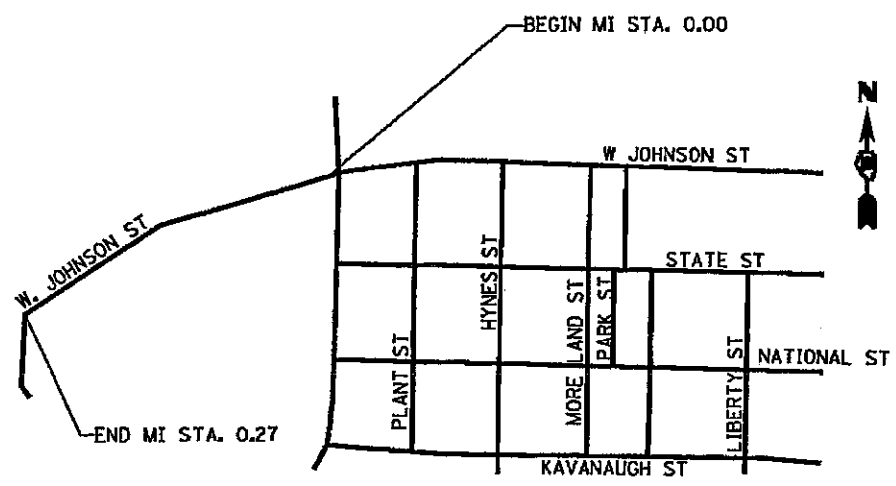 BEGIN MI STA. 0.00
N
W JOHNSON ST
W. JOHNSON ST
STATE ST
HYNES ST
MORE LAND ST
PARK ST
PLANT ST
LIBERTY ST
NATIONAL ST
END MI STA. 0.27
KAVANAUGH ST